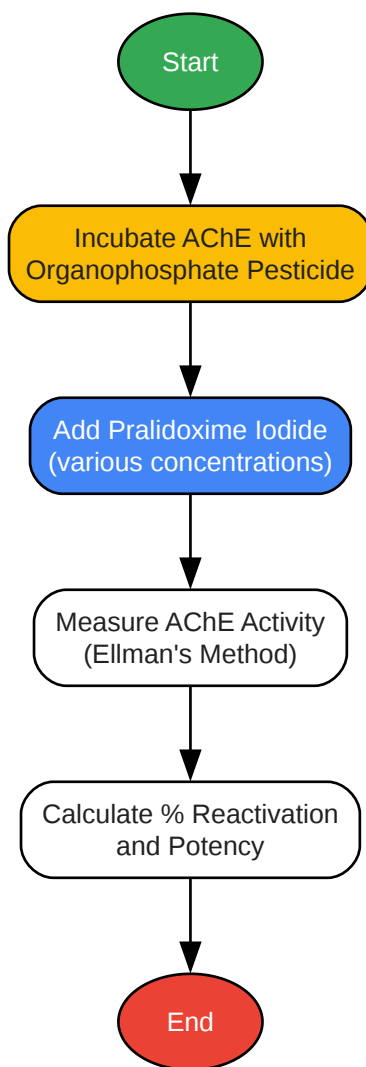 Start
Incubate AChE with
Organophosphate Pesticide
Add Pralidoxime Iodide
(various concentrations)
Measure AChE Activity
(Ellman's Method)
Calculate % Reactivation
and Potency
End